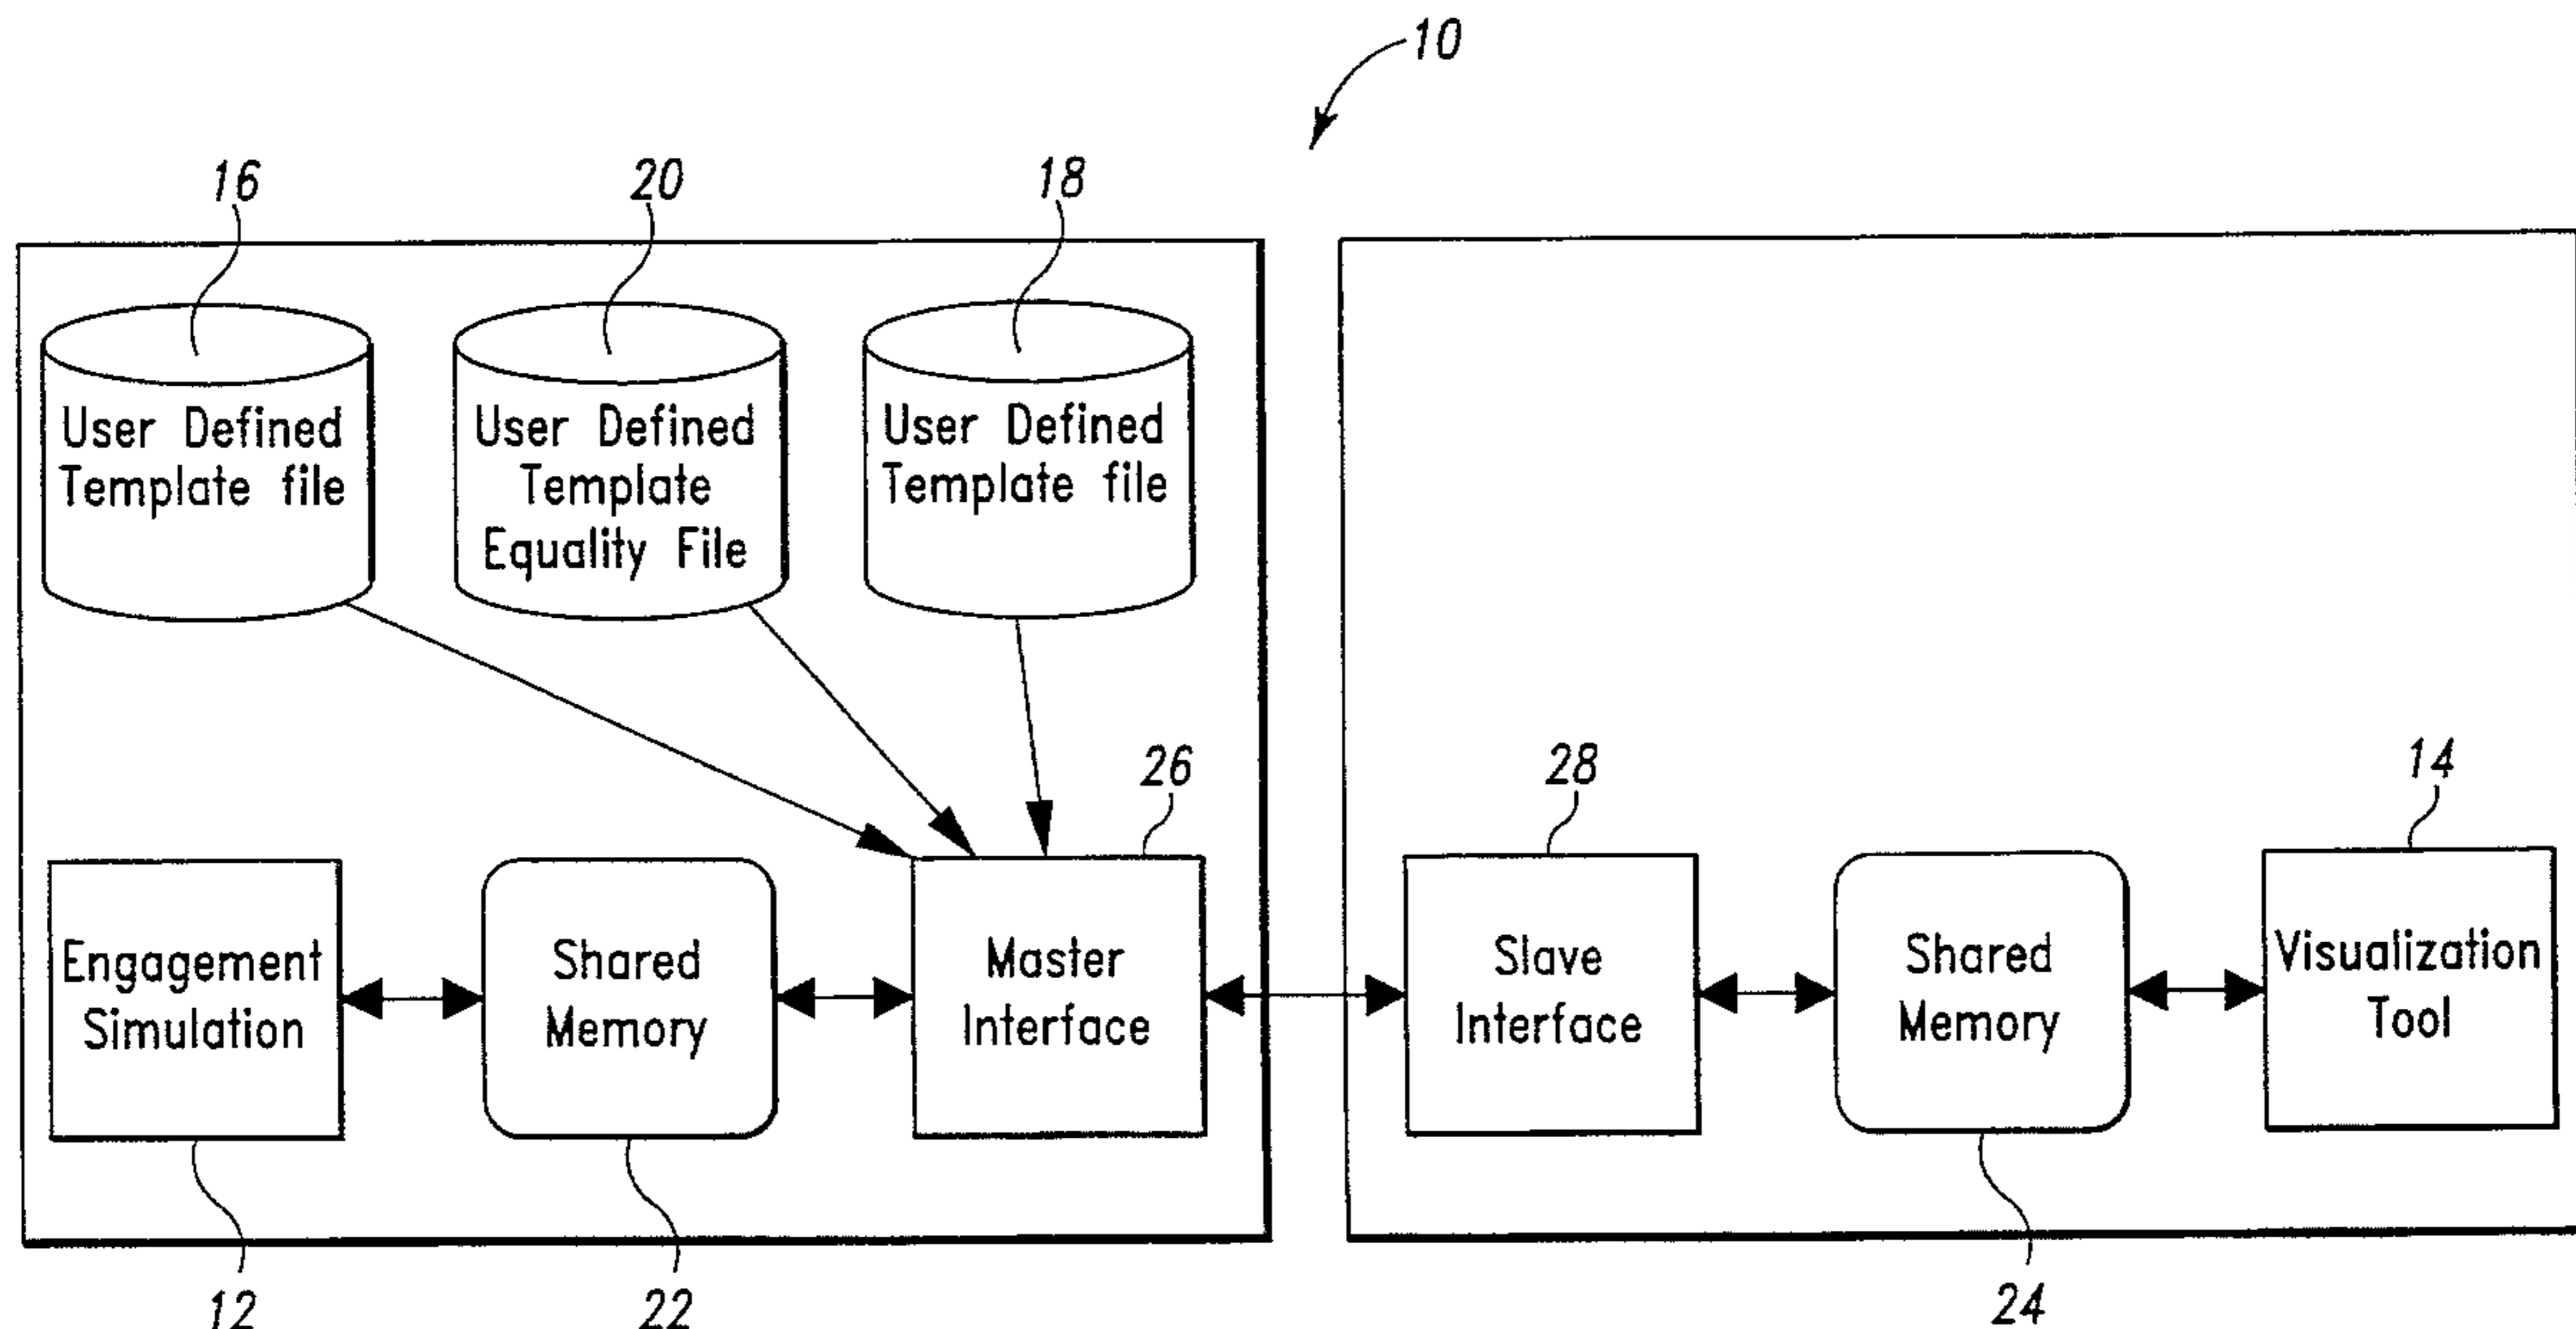 10
16
20
18
User Defined
Template file
User Defined
Template
Equality File
User Defined
Template file
26
28
14
Engagement
Simulation
Shared
Memory
Master
Interface
Slave
Interface
Shared
Memory
Visualization
Tool
12
22
24